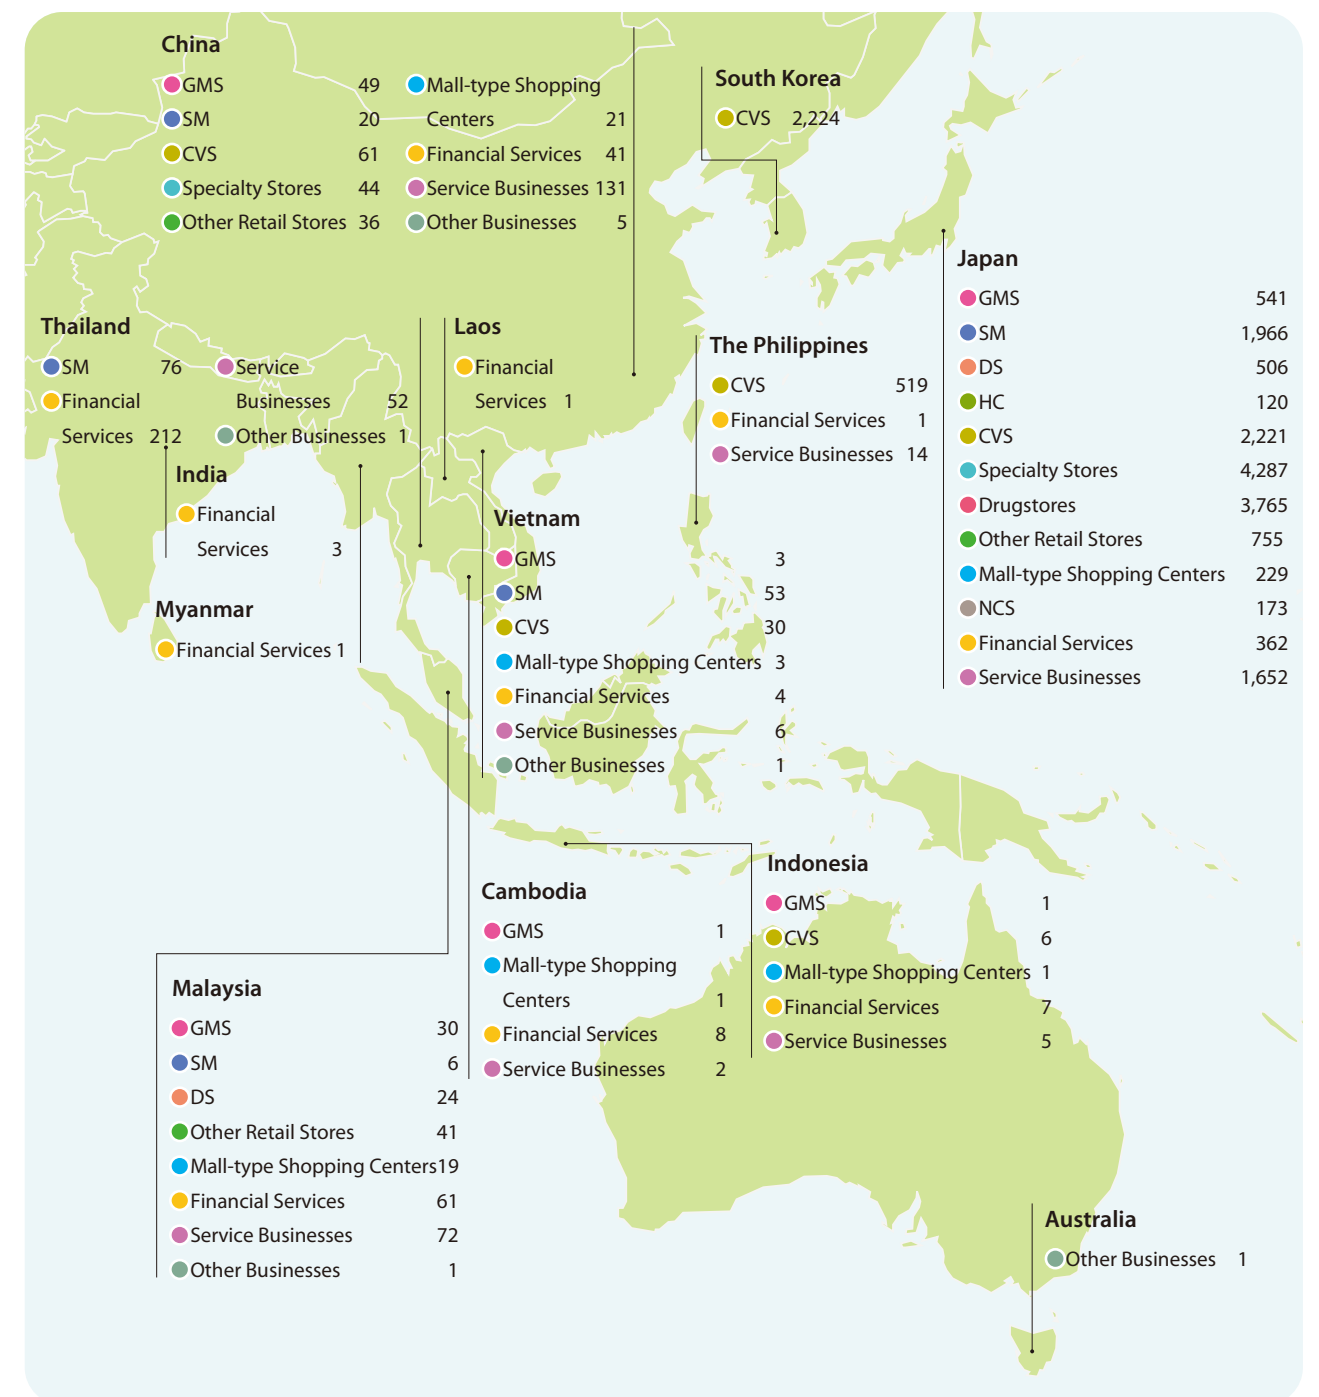 China
GMS 49
SM 20
CVS 61
Specialty Stores 44
Other Retail Stores 36
Mall-type Shopping
Centers 21
Financial Services 41
Service Businesses 131
Other Businesses 5
South Korea
CVS 2,224
Japan
GMS 541
SM 1,966
DS 506
HC 120
CVS 2,221
Specialty Stores 4,287
Drugstores 3,765
Other Retail Stores 755
Mall-type Shopping Centers 229
NCS 173
Financial Services 362
Service Businesses 1,652
Thailand
SM 76
Financial
Services 212
Service
Businesses 52
Other Businesses 1
Laos
Financial
Services 1
The Philippines
CVS 519
Financial Services 1
Service Businesses 14
India
Financial
Services 3
Myanmar
Financial Services 1
Vietnam
GMS 3
SM 53
CVS 30
Mall-type Shopping Centers 3
Financial Services 4
Service Businesses 6
Other Businesses 1
Cambodia
GMS 1
Mall-type Shopping
Centers 1
Financial Services 8
Service Businesses 2
Indonesia
GMS 1
CVS 6
Mall-type Shopping Centers 1
Financial Services 7
Service Businesses 5
Malaysia
GMS 30
SM 6
DS 24
Other Retail Stores 41
Mall-type Shopping Centers 19
Financial Services 61
Service Businesses 72
Other Businesses 1
Australia
Other Businesses 1